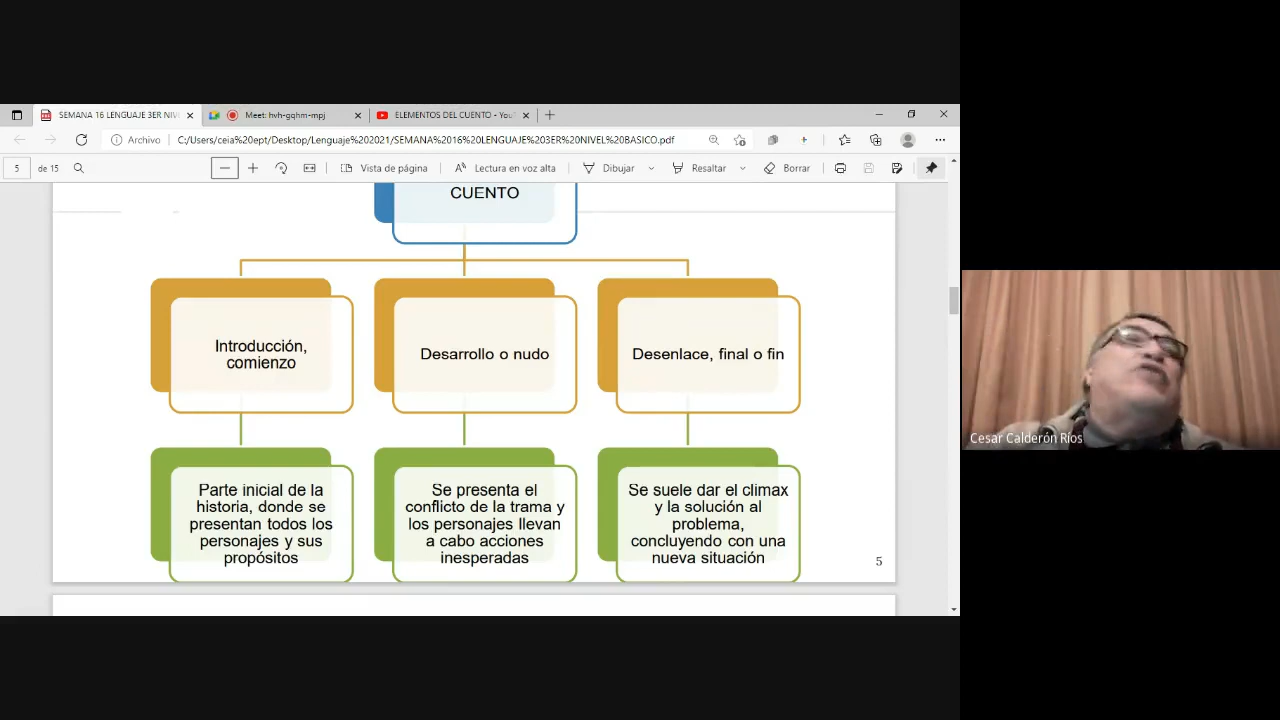 SEMANA 16 LENGUAJE 3ER NIV
Meet: hvh-gqhm-mpj
ELEMENTOS DEL CUENTO - You
Archivo
C:/Users/ceia%20ept/Desktop/Lenguaje%202021/SEMANA%2016%20LENGUAJE%203ER%20NIVEL%20BASICO.pdf
5
de 15
Vista de página
Lectura en voz alta
Dibujar
Resaltar
Borrar
CUENTO
Introducción,
comienzo
Desarrollo o nudo
Desenlace, final o fin
Parte inicial de la
historia, donde se
presentan todos los
personajes y sus
propósitos
Se presenta el
conflicto de la trama y
los personajes llevan
a cabo acciones
inesperadas
Se suele dar el climax
y la solución al
problema,
concluyendo con una
nueva situación
5
Cesar Calderón Ríos